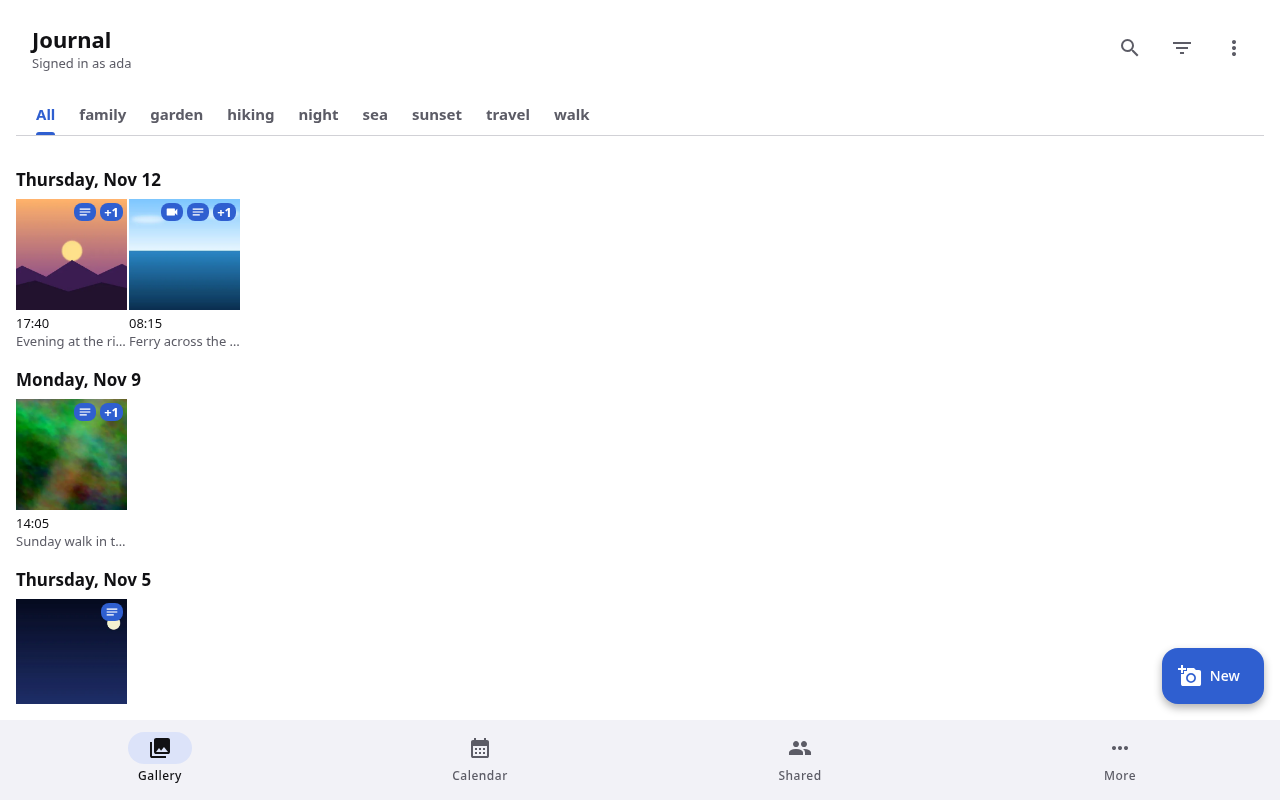 Journal
Signed in as ada
All family garden hiking night sea sunset travel walk
Thursday, Nov 12
+1 +1
17:40 08:15
Evening at the ri... Ferry across the ...
Monday, Nov 9
+1
14:05
Sunday walk in t...
Thursday, Nov 5
New
Gallery Calendar Shared More